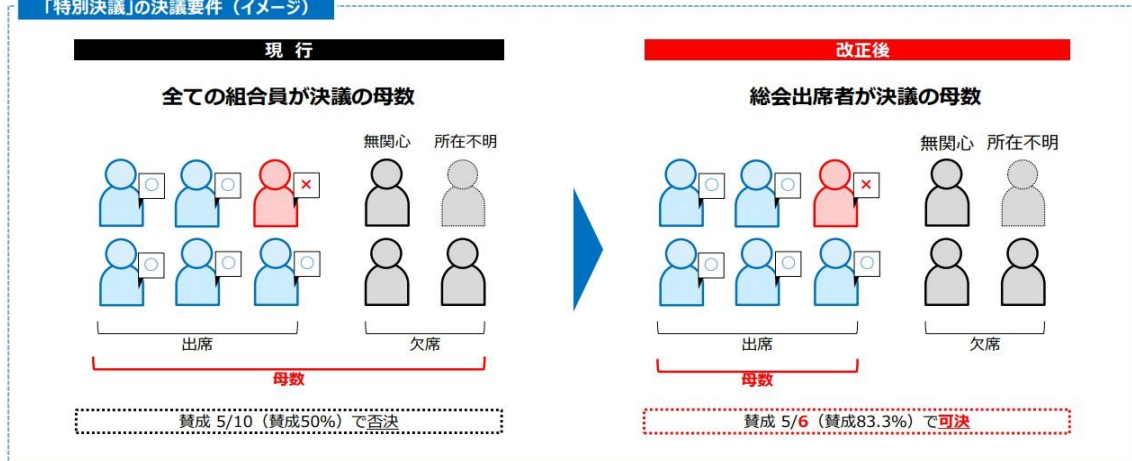 「特別決議」の決議要件（イメージ）
現 行
全ての組合員が決議の母数
無関心 所在不明
○ ○ ×
○ ○ ○
出席 欠席
母数
賛成 5/10（賛成50%）で否決
改正後
総会出席者が決議の母数
無関心 所在不明
○ ○ ×
○ ○ ○
出席 欠席
母数
賛成 5/6（賛成83.3%）で可決